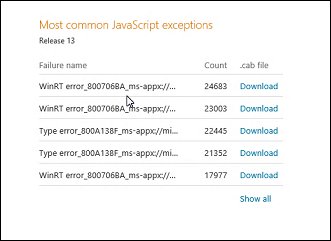 Most common JavaScript exceptions
Release 13
Failure name Count .cab file
WinRT error_800706BA_ms-appx://... 24683 Download
WinRT error_800706BA_ms-appx://... 23003 Download
Type error_800A138F_ms-appx://mi... 22445 Download
Type error_800A138F_ms-appx://mi... 21352 Download
WinRT error_800706BA_ms-appx://... 17977 Download
Show all